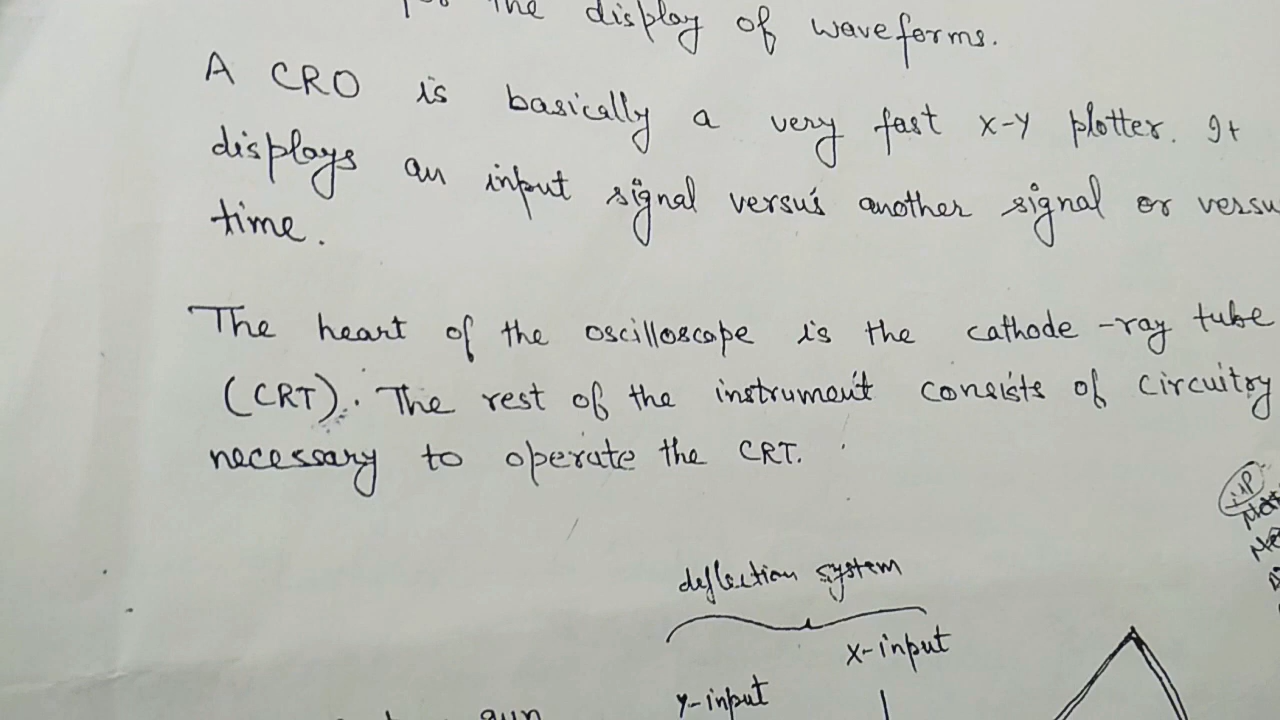 the display of waveforms.
A CRO is basically a very fast x-y plotter. It
displays an input signal versus another signal or versu
time.
The heart of the oscilloscope is the cathode-ray tube
(CRT). The rest of the instrument consists of circuitry
necessary to operate the CRT.
deflection system
x-input
y-input
gun